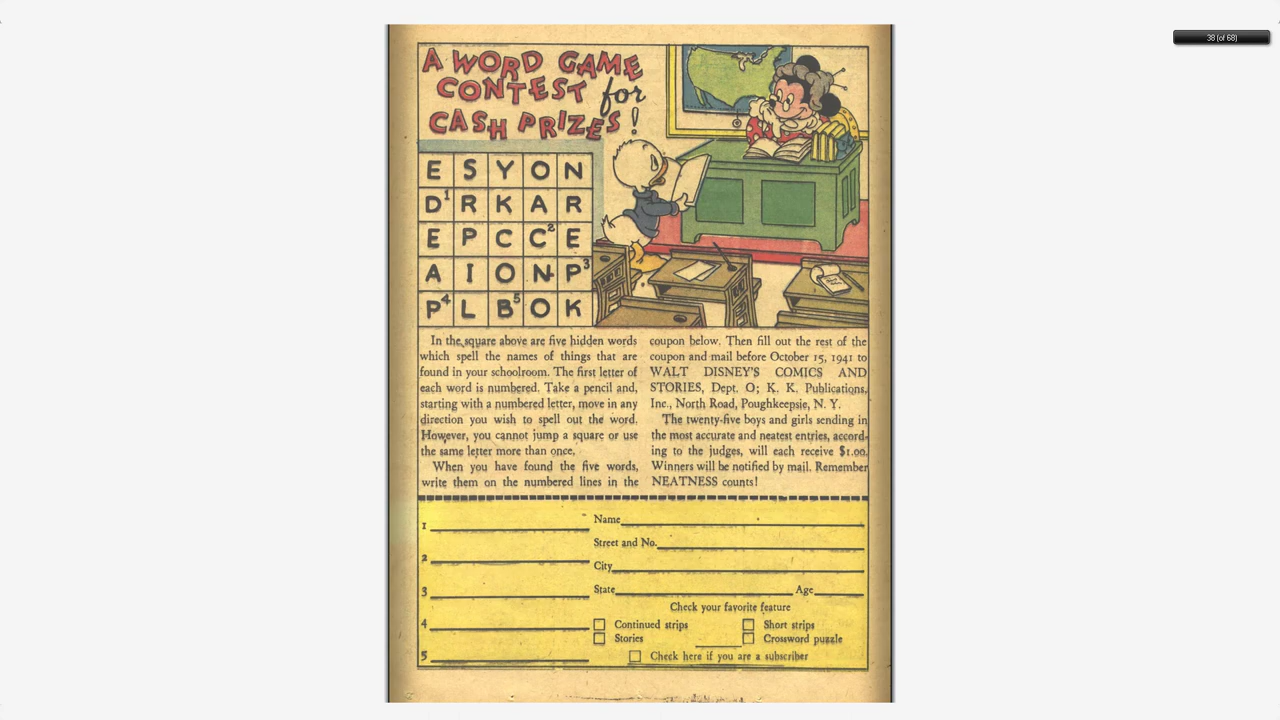 38 (of 68)
A WORD GAME
CONTEST for
CASH PRIZES!
E S Y O N
D1 R K A R
E P C C2 E
A I O N P3
P4 L B5 O K
In the square above are five hidden words
which spell the names of things that are
found in your schoolroom. The first letter of
each word is numbered. Take a pencil and,
starting with a numbered letter, move in any
direction you wish to spell out the word.
However, you cannot jump a square or use
the same letter more than once.
When you have found the five words,
write them on the numbered lines in the
coupon below. Then fill out the rest of the
coupon and mail before October 15, 1941 to
WALT DISNEY'S COMICS AND
STORIES, Dept. O; K. K. Publications,
Inc., North Road, Poughkeepsie, N. Y.
The twenty-five boys and girls sending in
the most accurate and neatest entries, accord-
ing to the judges, will each receive $1.00.
Winners will be notified by mail. Remember
NEATNESS counts!
1
2
3
4
5
Name
Street and No.
City
State Age
Check your favorite feature
Continued strips Short strips
Stories Crossword puzzle
Check here if you are a subscriber